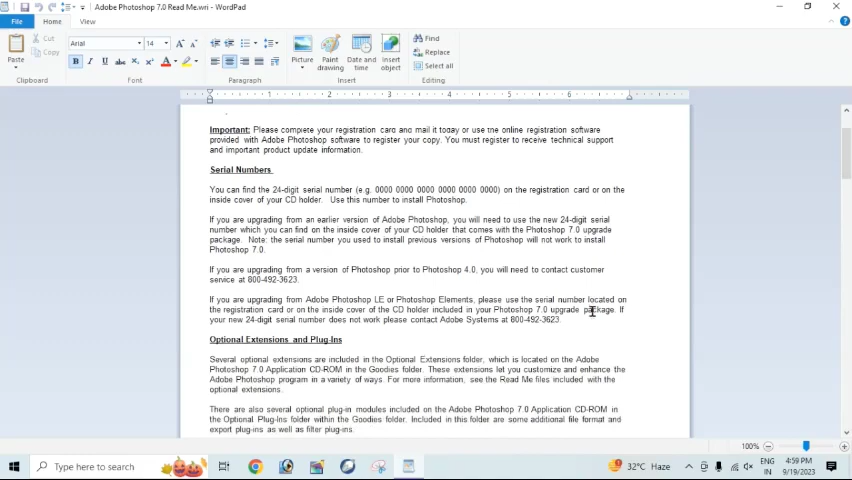 Adobe Photoshop 7.0 Read Me.wri - WordPad
File Home View
Paste
Cut
Copy
Clipboard
Arial 14
B I U abc X₂ X² A
Font
Paragraph
Picture
Paint drawing
Date and time
Insert object
Insert
Find
Replace
Select all
Editing
1 2 3 4 5 6
Important: Please complete your registration card and mail it today or use the online registration software
provided with Adobe Photoshop software to register your copy. You must register to receive technical support
and important product update information.
Serial Numbers
You can find the 24-digit serial number (e.g. 0000 0000 0000 0000 0000 0000) on the registration card or on the
inside cover of your CD holder. Use this number to install Photoshop.
If you are upgrading from an earlier version of Adobe Photoshop, you will need to use the new 24-digit serial
number which you can find on the inside cover of your CD holder that comes with the Photoshop 7.0 upgrade
package. Note: the serial number you used to install previous versions of Photoshop will not work to install
Photoshop 7.0.
If you are upgrading from a version of Photoshop prior to Photoshop 4.0, you will need to contact customer
service at 800-492-3623.
If you are upgrading from Adobe Photoshop LE or Photoshop Elements, please use the serial number located on
the registration card or on the inside of the CD holder included in your Photoshop 7.0 upgrade package. If
your new 24-digit serial number does not work please contact Adobe Systems at 800-492-3623.
Optional Extensions and Plug-Ins
Several optional extensions are included in the Optional Extensions folder, which is located on the Adobe
Photoshop 7.0 Application CD-ROM in the Goodies folder. These extensions let you customize and enhance the
Adobe Photoshop program in a variety of ways. For more information, see the Read Me files included with the
optional extensions.
There are also several optional plug-in modules included on the Adobe Photoshop 7.0 Application CD-ROM in
the Optional Plug-Ins folder within the Goodies folder. Included in this folder are some additional file format and
export plug-ins as well as filter plug-ins.
100%
Type here to search
32°C Haze
ENG
IN
4:59 PM
9/19/2023